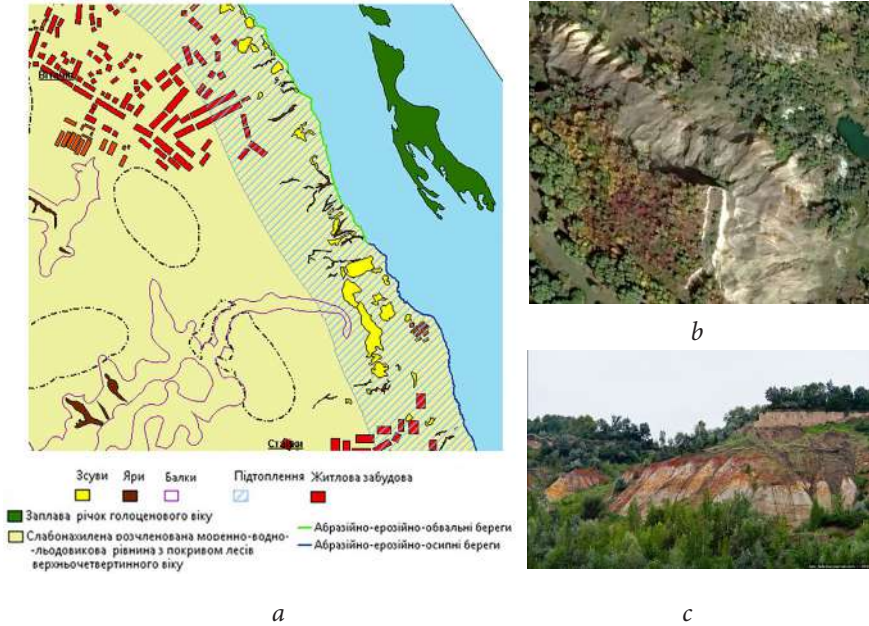 Стайки
Зсуви Яри Балки Підтоплення Житлова забудова
Заплава річок голоценового віку
Слабонахилена розчленована моренно-водно-
-льодовикова рівнина з покривом лесів
верхньочетвертинного віку
Абразійно-ерозійно-обвальні береги
Абразійно-ерозійно-осипні береги
a
b
c